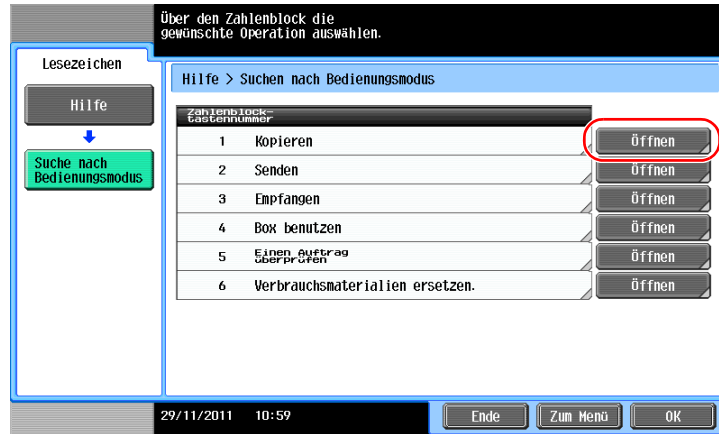 Über den Zahlenblock die
gewünschte Operation auswählen.
Lesezeichen
Hilfe
Suche nach
Bedienungsmodus
Hilfe > Suchen nach Bedienungsmodus
Zahlenblock-
tastennummer
1 Kopieren Öffnen
2 Senden Öffnen
3 Empfangen Öffnen
4 Box benutzen Öffnen
5 Einen Auftrag
überprüfen Öffnen
6 Verbrauchsmaterialien ersetzen. Öffnen
29/11/2011 10:59 Ende Zum Menü OK